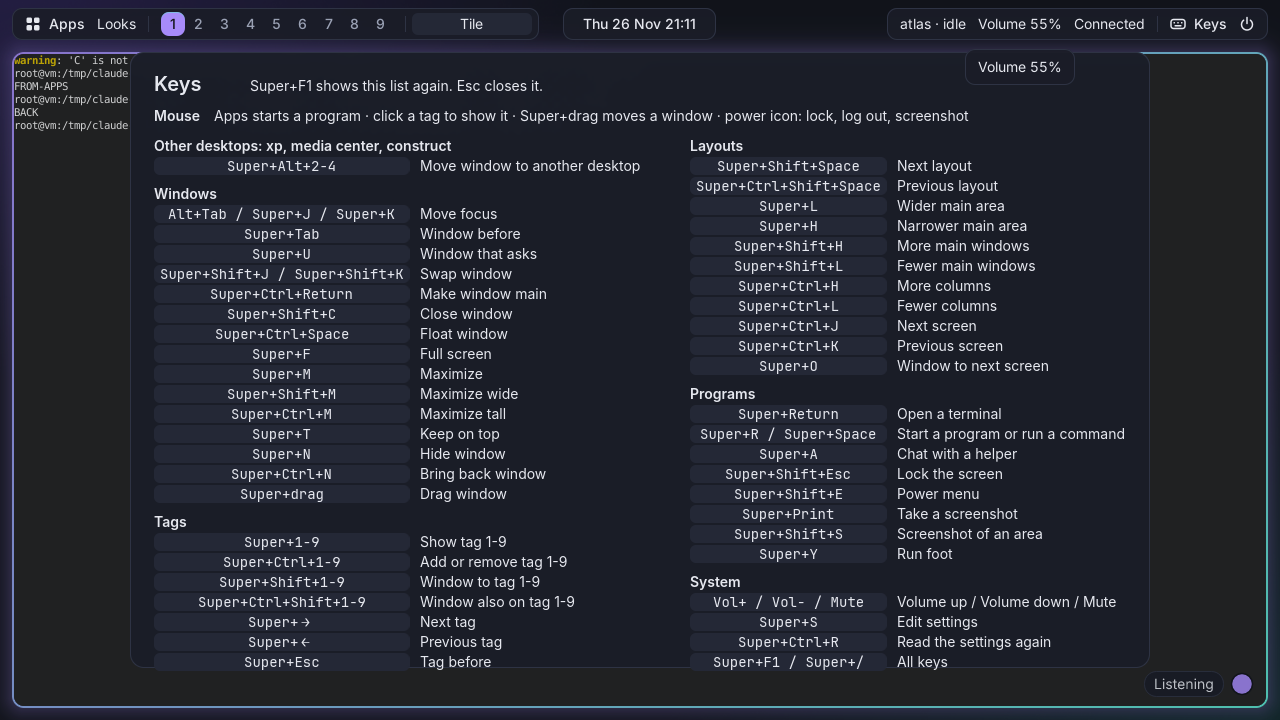 Apps Looks 1 2 3 4 5 6 7 8 9 Tile Thu 26 Nov 21:11 atlas · idle Volume 55% Connected Keys
warning: 'C' is not
root@vm:/tmp/claude
FROM-APPS
root@vm:/tmp/claude
BACK
root@vm:/tmp/claude
Volume 55%
Keys Super+F1 shows this list again. Esc closes it.
Mouse Apps starts a program · click a tag to show it · Super+drag moves a window · power icon: lock, log out, screenshot
Other desktops: xp, media center, construct
Super+Alt+2-4 Move window to another desktop
Windows
Alt+Tab / Super+J / Super+K Move focus
Super+Tab Window before
Super+U Window that asks
Super+Shift+J / Super+Shift+K Swap window
Super+Ctrl+Return Make window main
Super+Shift+C Close window
Super+Ctrl+Space Float window
Super+F Full screen
Super+M Maximize
Super+Shift+M Maximize wide
Super+Ctrl+M Maximize tall
Super+T Keep on top
Super+N Hide window
Super+Ctrl+N Bring back window
Super+drag Drag window
Tags
Super+1-9 Show tag 1-9
Super+Ctrl+1-9 Add or remove tag 1-9
Super+Shift+1-9 Window to tag 1-9
Super+Ctrl+Shift+1-9 Window also on tag 1-9
Super+→ Next tag
Super+← Previous tag
Super+Esc Tag before
Layouts
Super+Shift+Space Next layout
Super+Ctrl+Shift+Space Previous layout
Super+L Wider main area
Super+H Narrower main area
Super+Shift+H More main windows
Super+Shift+L Fewer main windows
Super+Ctrl+H More columns
Super+Ctrl+L Fewer columns
Super+Ctrl+J Next screen
Super+Ctrl+K Previous screen
Super+O Window to next screen
Programs
Super+Return Open a terminal
Super+R / Super+Space Start a program or run a command
Super+A Chat with a helper
Super+Shift+Esc Lock the screen
Super+Shift+E Power menu
Super+Print Take a screenshot
Super+Shift+S Screenshot of an area
Super+Y Run foot
System
Vol+ / Vol- / Mute Volume up / Volume down / Mute
Super+S Edit settings
Super+Ctrl+R Read the settings again
Super+F1 / Super+/ All keys
Listening